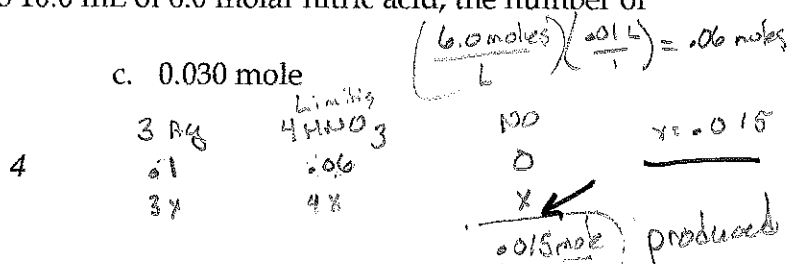 10.0 mL of 6.0 molar nitric acid, the number of
(6.0 moles / L)(.01 L / 1) = .06 moles
c. 0.030 mole
Limitis
3 Ag 4HNO3 NO x= .015
4 .1 .06 0
3x 4x x
.015 mole produced